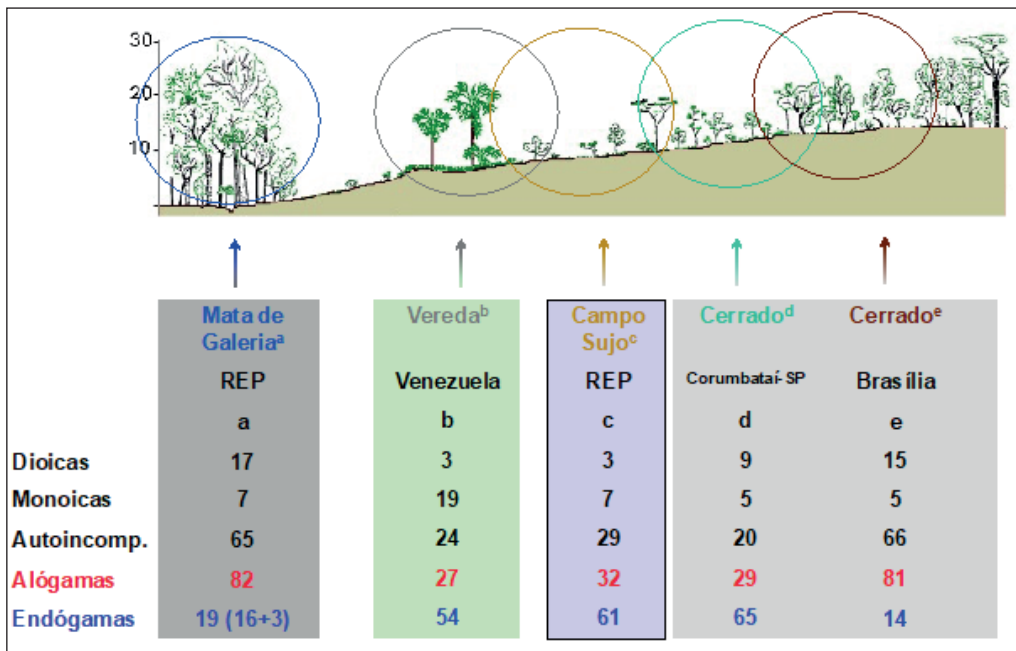 30
20
10
Mata de Galeriaᵃ Veredaᵇ Campo Sujoᶜ Cerradoᵈ Cerradoᵉ
REP Venezuela REP Corumbataí-SP Brasília
a b c d e
Dioicas 17 3 3 9 15
Monoicas 7 19 7 5 5
Autoincomp. 65 24 29 20 66
Alógamas 82 27 32 29 81
Endógamas 19 (16+3) 54 61 65 14